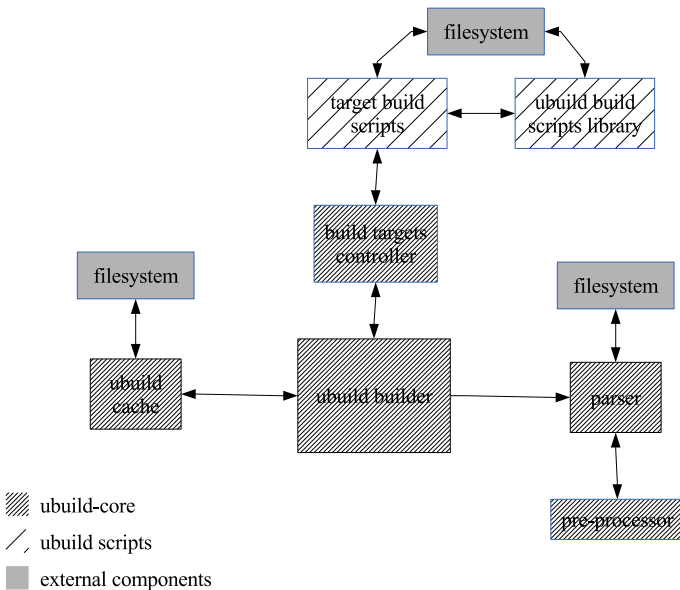 filesystem
target build
scripts
ubuild build
scripts library
build targets
controller
filesystem
filesystem
ubuild
cache
ubuild builder
parser
pre-processor
ubuild-core
ubuild scripts
external components